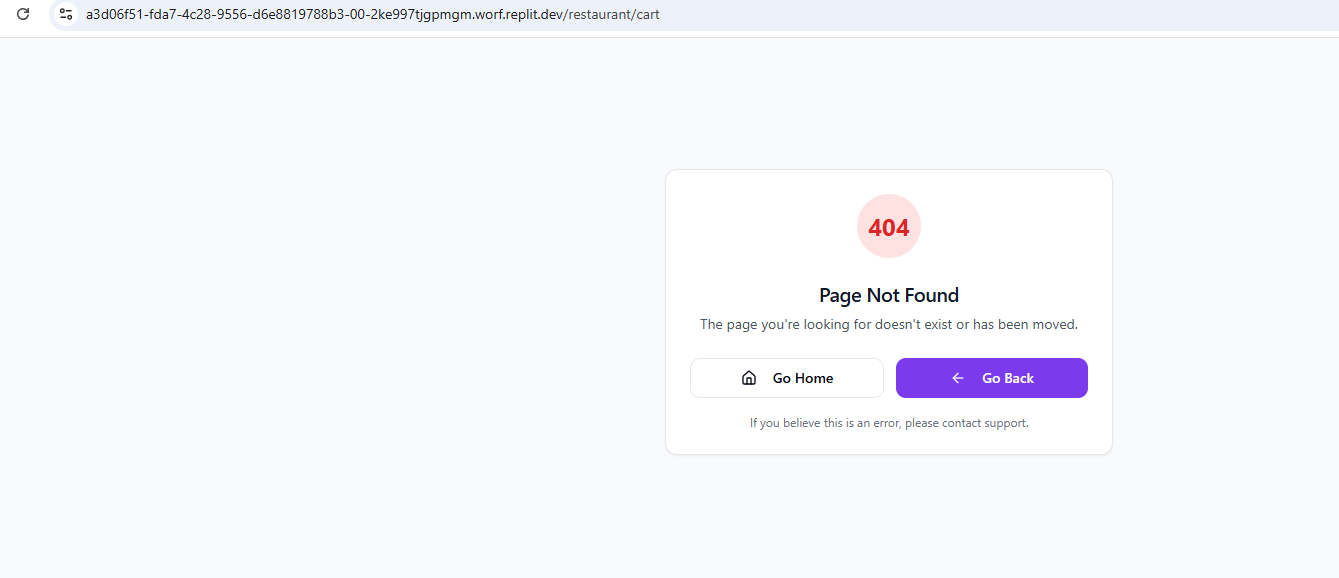 a3d06f51-fda7-4c28-9556-d6e8819788b3-00-2ke997tjgpmgm.worf.replit.dev/restaurant/cart
404
Page Not Found
The page you're looking for doesn't exist or has been moved.
Go Home
Go Back
If you believe this is an error, please contact support.